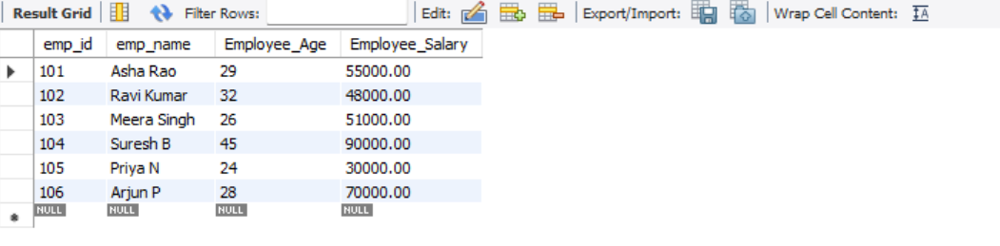 Result Grid Filter Rows: Edit: Export/Import: Wrap Cell Content: IA
emp_id emp_name Employee_Age Employee_Salary
101 Asha Rao 29 55000.00
102 Ravi Kumar 32 48000.00
103 Meera Singh 26 51000.00
104 Suresh B 45 90000.00
105 Priya N 24 30000.00
106 Arjun P 28 70000.00
NULL NULL NULL NULL